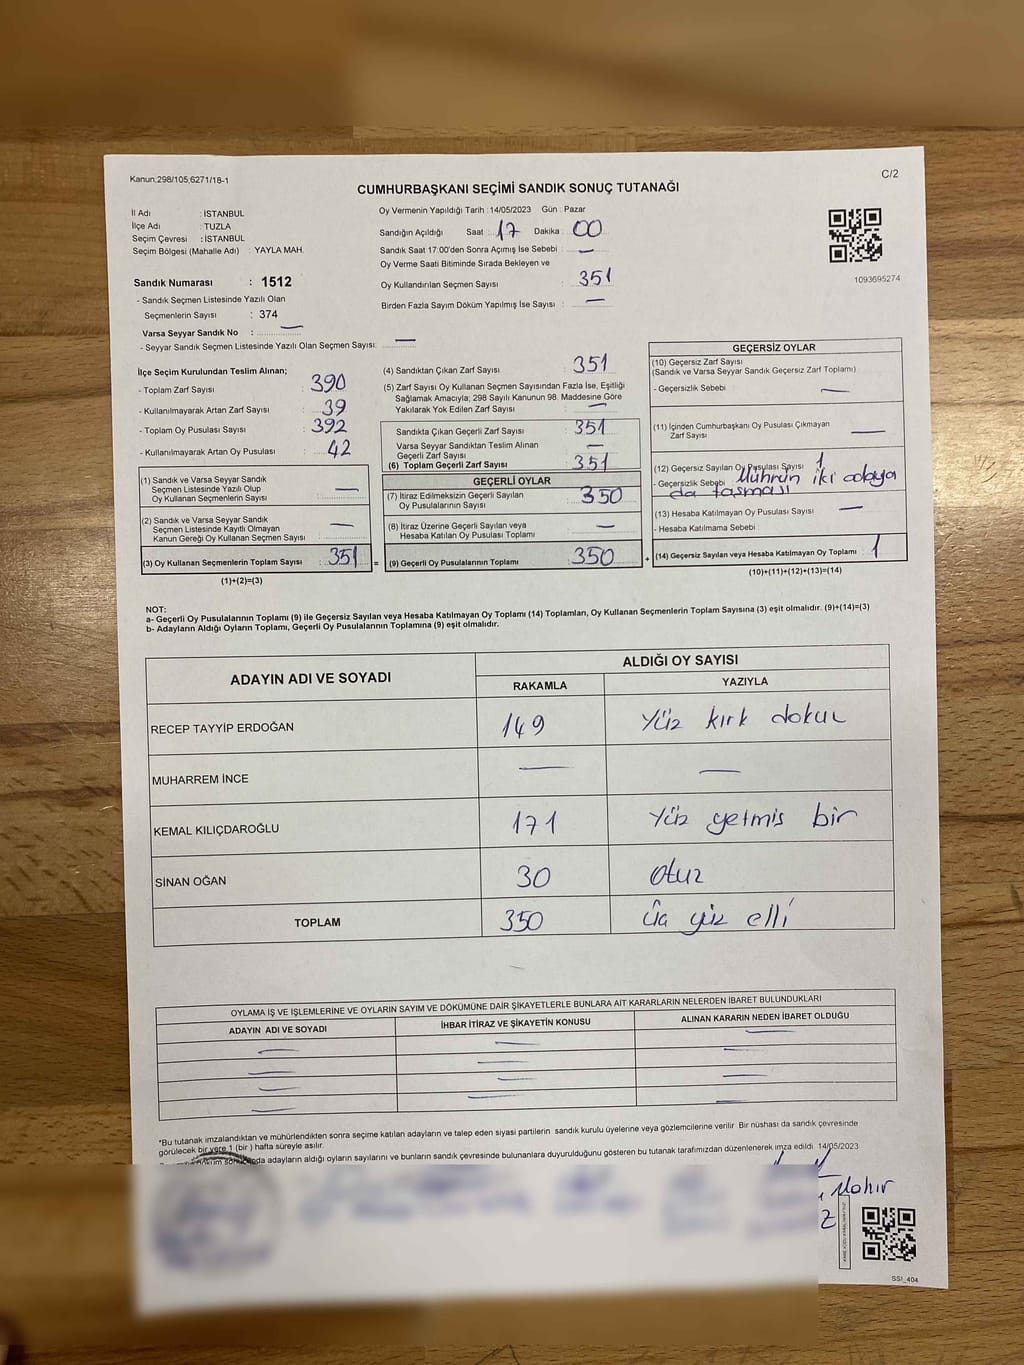 Kanun:298/105,6271/18-1
C/2
CUMHURBAŞKANI SEÇİMİ SANDIK SONUÇ TUTANAĞI
İl Adı : İSTANBUL
İlçe Adı : TUZLA
Seçim Çevresi : İSTANBUL
Seçim Bölgesi (Mahalle Adı) : YAYLA MAH.
Sandık Numarası : 1512
- Sandık Seçmen Listesinde Yazılı Olan
Seçmenlerin Sayısı : 374
Varsa Seyyar Sandık No : —
- Seyyar Sandık Seçmen Listesinde Yazılı Olan Seçmen Sayısı: —
Oy Vermenin Yapıldığı Tarih : 14/05/2023 Gün : Pazar
Sandığın Açıldığı Saat : 17 Dakika : 00
Sandık Saat 17:00'den Sonra Açımış İse Sebebi : —
Oy Verme Saati Bitiminde Sırada Bekleyen ve
Oy Kullandırılan Seçmen Sayısı : 351
Birden Fazla Sayım Döküm Yapılmış İse Sayısı : —
1093695274
İlçe Seçim Kurulundan Teslim Alınan;
- Toplam Zarf Sayısı : 390
- Kullanılmayarak Artan Zarf Sayısı : 39
- Toplam Oy Pusulası Sayısı : 392
- Kullanılmayarak Artan Oy Pusulası : 42
(1) Sandık ve Varsa Seyyar Sandık
Seçmen Listesinde Yazılı Olup
Oy Kullanan Seçmenlerin Sayısı : —
(2) Sandık ve Varsa Seyyar Sandık
Seçmen Listesinde Kayıtlı Olmayan
Kanun Gereği Oy Kullanan Seçmen Sayısı : —
(3) Oy Kullanan Seçmenlerin Toplam Sayısı : 351 =
(1)+(2)=(3)
(4) Sandıktan Çıkan Zarf Sayısı : 351
(5) Zarf Sayısı Oy Kullanan Seçmen Sayısından Fazla İse, Eşitliği
Sağlamak Amacıyla; 298 Sayılı Kanunun 98. Maddesine Göre
Yakılarak Yok Edilen Zarf Sayısı : —
Sandıkta Çıkan Geçerli Zarf Sayısı : 351
Varsa Seyyar Sandıktan Teslim Alınan
Geçerli Zarf Sayısı : —
(6) Toplam Geçerli Zarf Sayısı : 351
GEÇERLİ OYLAR
(7) İtiraz Edilmeksizin Geçerli Sayılan
Oy Pusulalarının Sayısı : 350
(8) İtiraz Üzerine Geçerli Sayılan veya
Hesaba Katılan Oy Pusulası Toplamı : —
(9) Geçerli Oy Pusulalarının Toplamı : 350 +
GEÇERSİZ OYLAR
(10) Geçersiz Zarf Sayısı
(Sandık ve Varsa Seyyar Sandık Geçersiz Zarf Toplamı)
- Geçersizlik Sebebi : —
(11) İçinden Cumhurbaşkanı Oy Pusulası Çıkmayan
Zarf Sayısı : —
(12) Geçersiz Sayılan Oy Pusulası Sayısı : 1
- Geçersizlik Sebebi : Mührün iki adaya
da taşması
(13) Hesaba Katılmayan Oy Pusulası Sayısı : —
- Hesaba Katılmama Sebebi :
(14) Geçersiz Sayılan veya Hesaba Katılmayan Oy Toplamı : 1
(10)+(11)+(12)+(13)=(14)
NOT:
a- Geçerli Oy Pusulalarının Toplamı (9) ile Geçersiz Sayılan veya Hesaba Katılmayan Oy Toplamı (14) Toplamları, Oy Kullanan Seçmenlerin Toplam Sayısına (3) eşit olmalıdır. (9)+(14)=(3)
b- Adayların Aldığı Oyların Toplamı, Geçerli Oy Pusulalarının Toplamına (9) eşit olmalıdır.
ADAYIN ADI VE SOYADI
ALDIĞI OY SAYISI
RAKAMLA YAZIYLA
RECEP TAYYİP ERDOĞAN 149 Yüz kırk dokuz
MUHARREM İNCE — —
KEMAL KILIÇDAROĞLU 171 Yüz yetmiş bir
SİNAN OĞAN 30 Otuz
TOPLAM 350 Üç yüz elli
OYLAMA İŞ VE İŞLEMLERİNE VE OYLARIN SAYIM VE DÖKÜMÜNE DAİR ŞİKAYETLERLE BUNLARA AİT KARARLARIN NELERDEN İBARET BULUNDUKLARI
ADAYIN ADI VE SOYADI İHBAR İTİRAZ VE ŞİKAYETİN KONUSU ALINAN KARARIN NEDEN İBARET OLDUĞU
— — —
— — —
— — —
— — —
*Bu tutanak imzalandıktan ve mühürlendikten sonra seçime katılan adayların ve talep eden siyasi partilerin sandık kurulu üyelerine veya gözlemcilerine verilir. Bir nüshası da sandık çevresinde
görülecek bir yere 1 (bir ) hafta süreyle asılır.
adayların aldığı oyların sayılarını ve bunların sandık çevresinde bulunanlara duyurulduğunu gösteren bu tutanak tarafımızdan düzenlenerek imza edildi. 14/05/2023
Mahir
SSİ_404